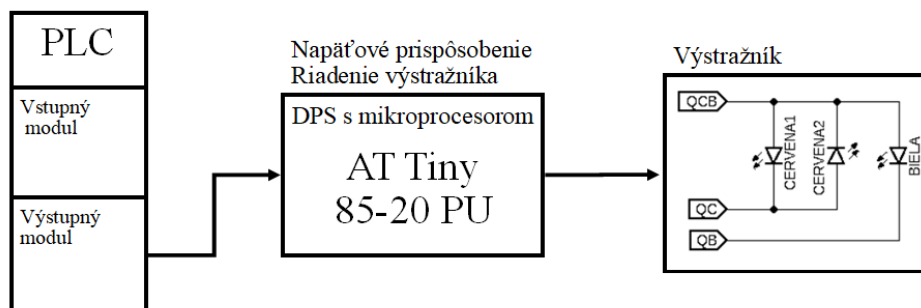 PLC
Vstupný
modul
Výstupný
modul
Napäťové prispôsobenie
Riadenie výstražníka
DPS s mikroprocesorom
AT Tiny
85-20 PU
Výstražník
QCB
CERVENA1
CERVENA2
BIELA
QC
QB